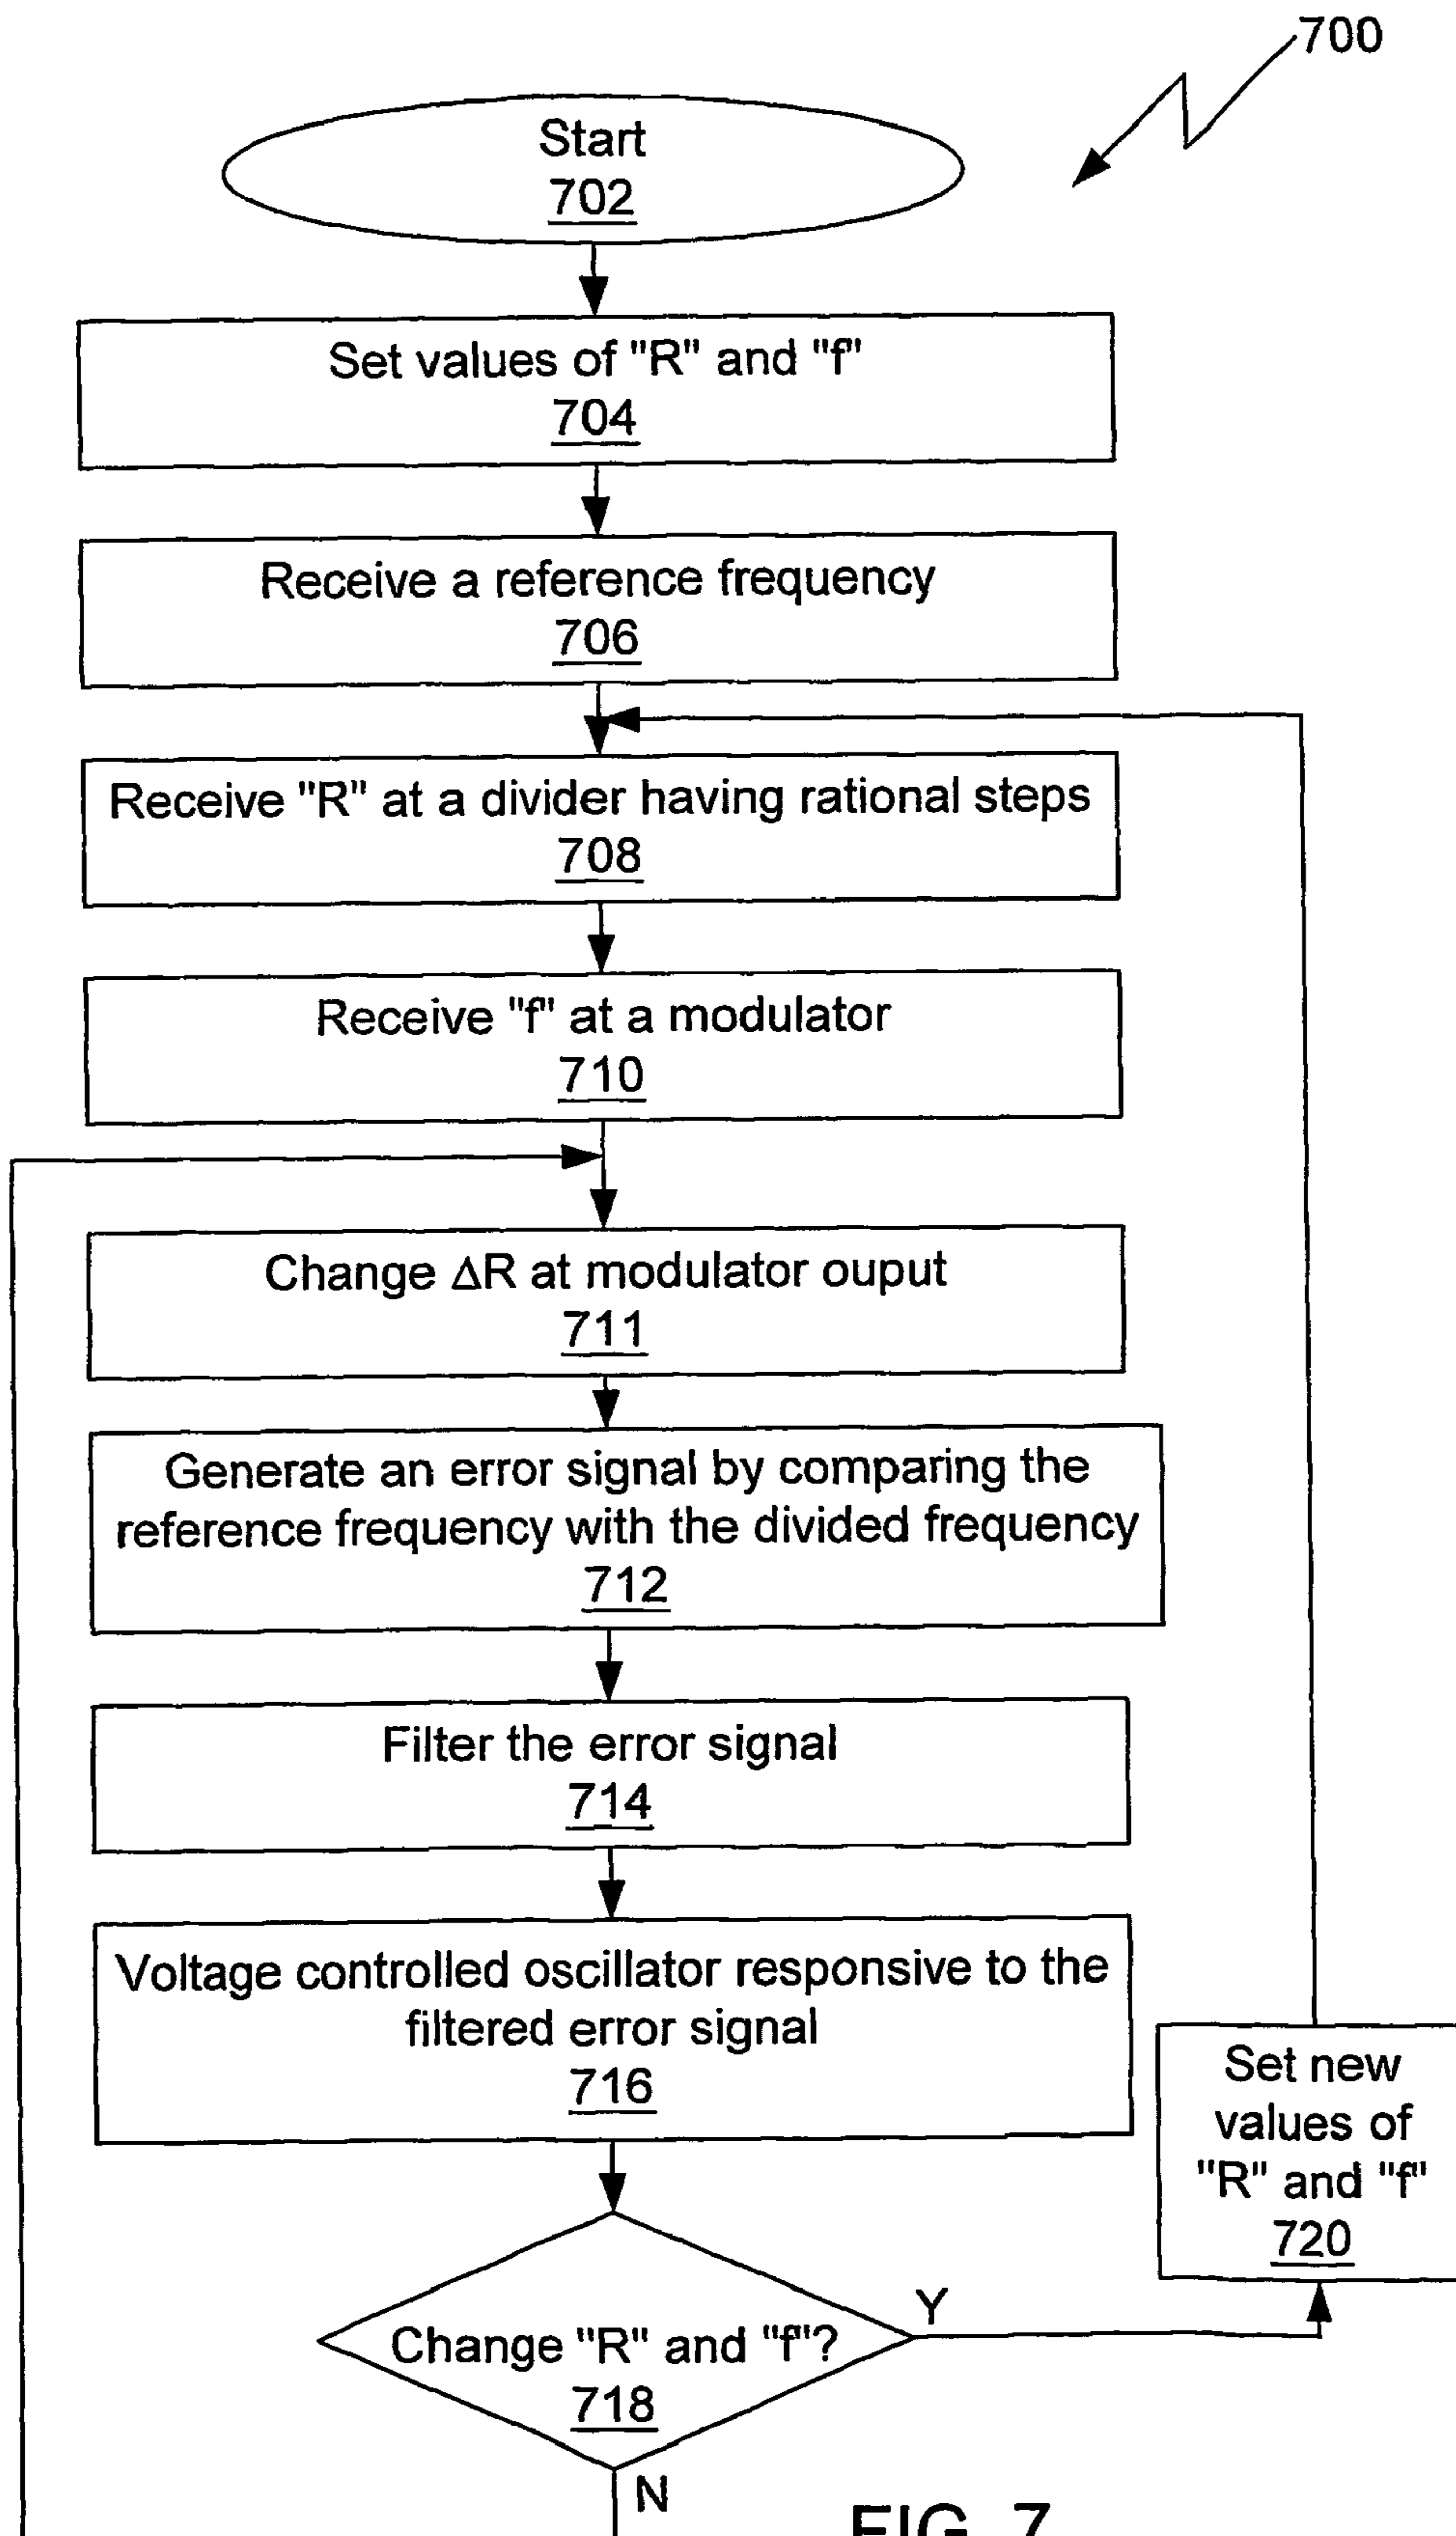 700
Start
702
Set values of "R" and "f"
704
Receive a reference frequency
706
Receive "R" at a divider having rational steps
708
Receive "f" at a modulator
710
Change ΔR at modulator ouput
711
Generate an error signal by comparing the
reference frequency with the divided frequency
712
Filter the error signal
714
Voltage controlled oscillator responsive to the
filtered error signal
716
Set new
values of
"R" and "f"
720
Change "R" and "f"?
718
Y
N
FIG. 7